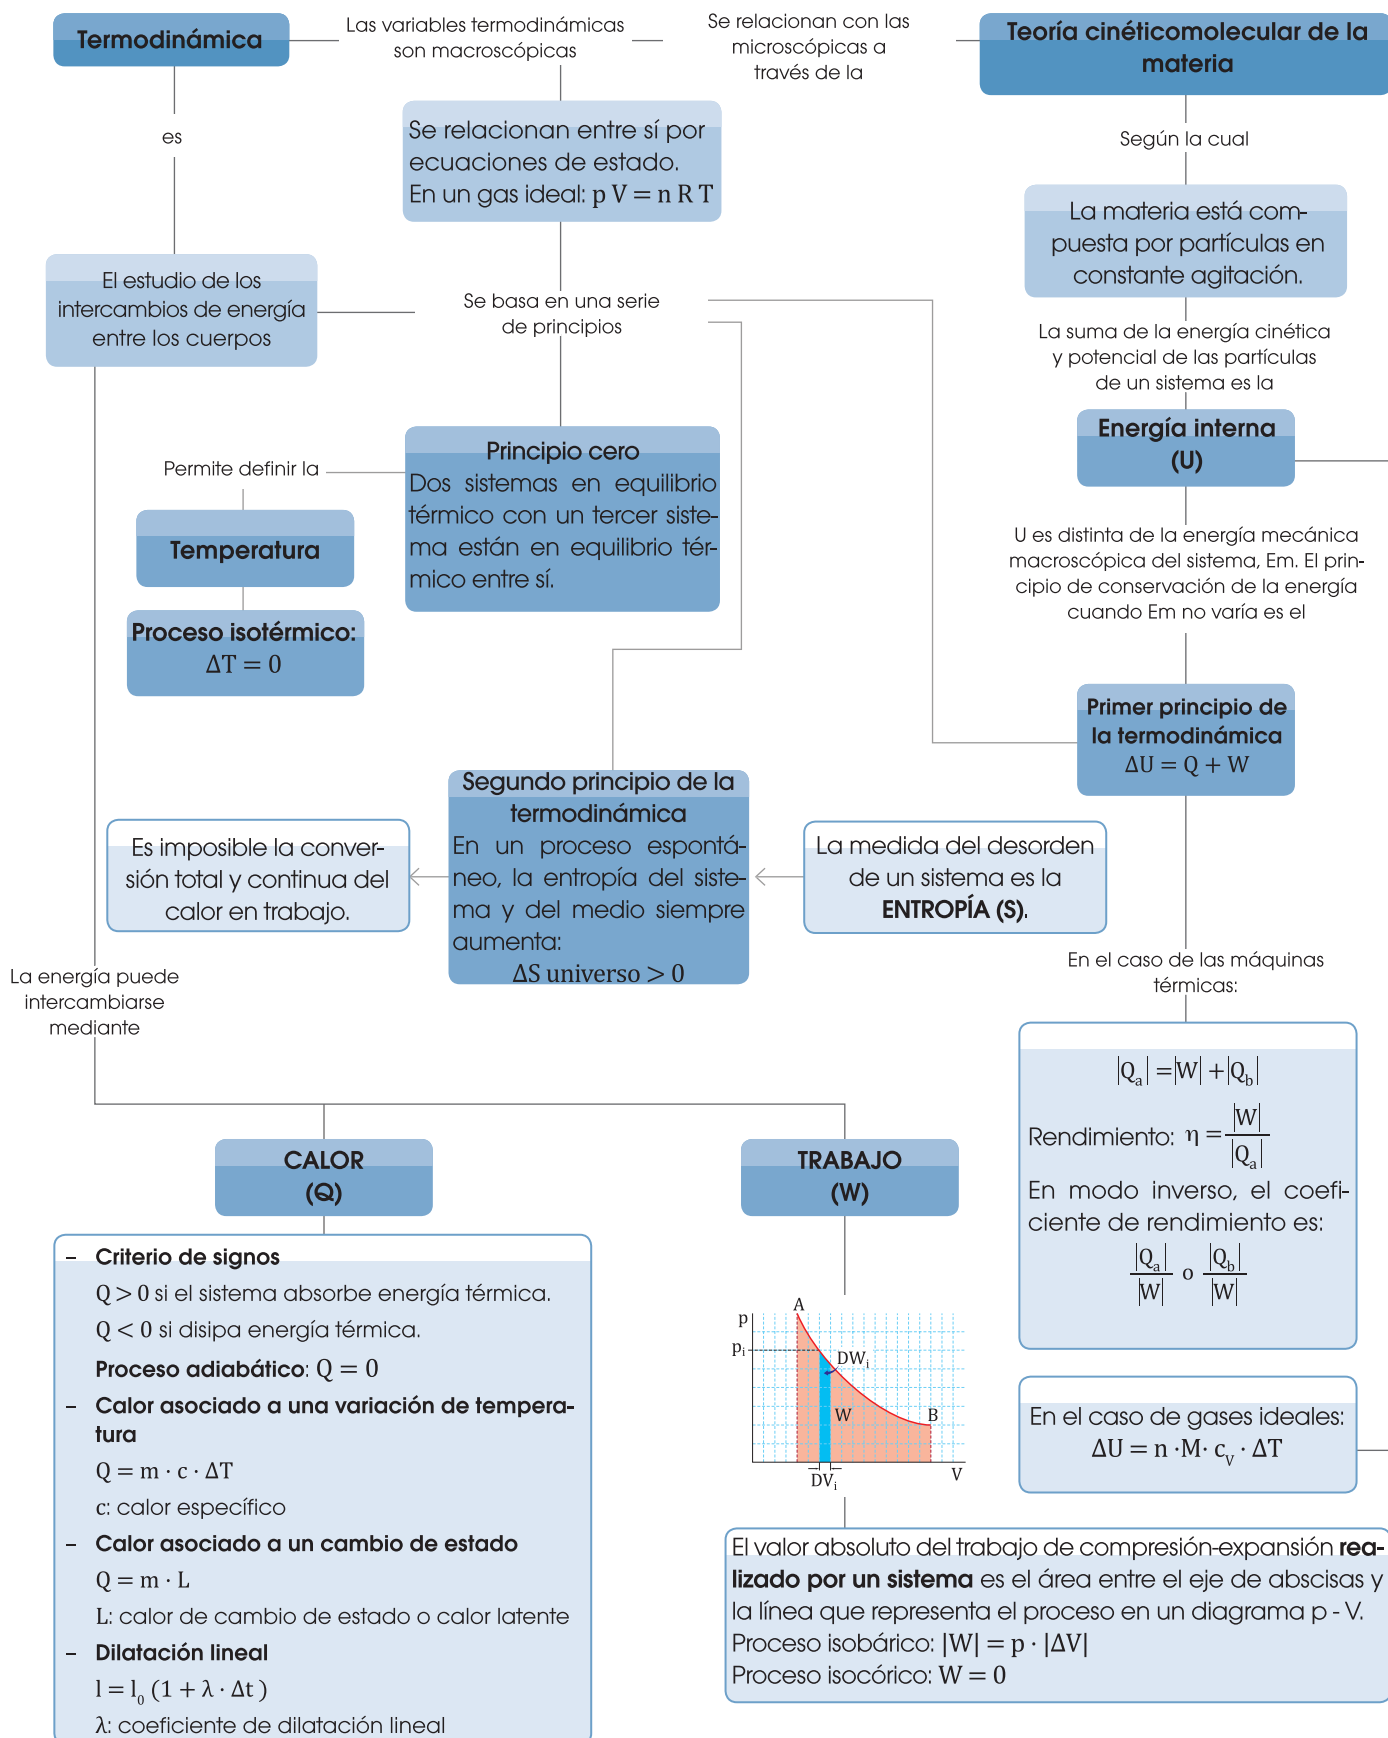 Termodinámica
Las variables termodinámicas
son macroscópicas
Se relacionan con las
microscópicas a
través de la
Teoría cinéticomolecular de la
materia
es
Se relacionan entre sí por
ecuaciones de estado.
En un gas ideal: p V = n R T
Según la cual
La materia está com-
puesta por partículas en
constante agitación.
El estudio de los
intercambios de energía
entre los cuerpos
Se basa en una serie
de principios
La suma de la energía cinética
y potencial de las partículas
de un sistema es la
Energía interna
(U)
Principio cero
Dos sistemas en equilibrio
térmico con un tercer siste-
ma están en equilibrio tér-
mico entre sí.
Permite definir la
Temperatura
Proceso isotérmico:
ΔT = 0
U es distinta de la energía mecánica
macroscópica del sistema, Em. El prin-
cipio de conservación de la energía
cuando Em no varía es el
Primer principio de
la termodinámica
ΔU = Q + W
Segundo principio de la
termodinámica
En un proceso espontá-
neo, la entropía del siste-
ma y del medio siempre
aumenta:
ΔS universo > 0
Es imposible la conver-
sión total y continua del
calor en trabajo.
La medida del desorden
de un sistema es la
ENTROPÍA (S).
La energía puede
intercambiarse
mediante
En el caso de las máquinas
térmicas:
|Qa| = |W| + |Qb|
Rendimiento: η = |W| / |Qa|
En modo inverso, el coefi-
ciente de rendimiento es:
|Qa| / |W| o |Qb| / |W|
CALOR
(Q)
TRABAJO
(W)
– Criterio de signos
Q > 0 si el sistema absorbe energía térmica.
Q < 0 si disipa energía térmica.
Proceso adiabático: Q = 0
– Calor asociado a una variación de tempera-
tura
Q = m · c · ΔT
c: calor específico
– Calor asociado a un cambio de estado
Q = m · L
L: calor de cambio de estado o calor latente
– Dilatación lineal
l = l0 (1 + λ · Δt )
λ: coeficiente de dilatación lineal
A
p
pi
DWi
W
B
V
DVi
En el caso de gases ideales:
ΔU = n ·M· cV · ΔT
El valor absoluto del trabajo de compresión-expansión rea-
lizado por un sistema es el área entre el eje de abscisas y
la línea que representa el proceso en un diagrama p - V.
Proceso isobárico: |W| = p · |ΔV|
Proceso isocórico: W = 0